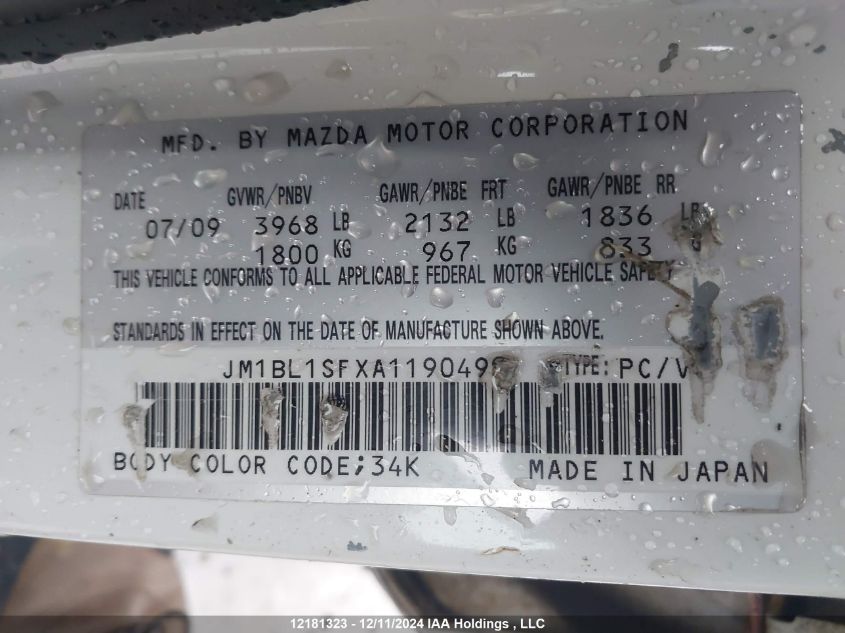 MFD. BY MAZDA MOTOR CORPORATION
DATE GVWR/PNBV GAWR/PNBE FRT GAWR/PNBE RR
07/09 3968 LB 2132 LB 1836 LB
1800 KG 967 KG 833
THIS VEHICLE CONFORMS TO ALL APPLICABLE FEDERAL MOTOR VEHICLE SAFETY
STANDARDS IN EFFECT ON THE DATE OF MANUFACTURE SHOWN ABOVE.
JM1BL1SFXA119049 TYPE: PC/V
BODY COLOR CODE;34K MADE IN JAPAN
12181323 - 12/11/2024 IAA Holdings , LLC